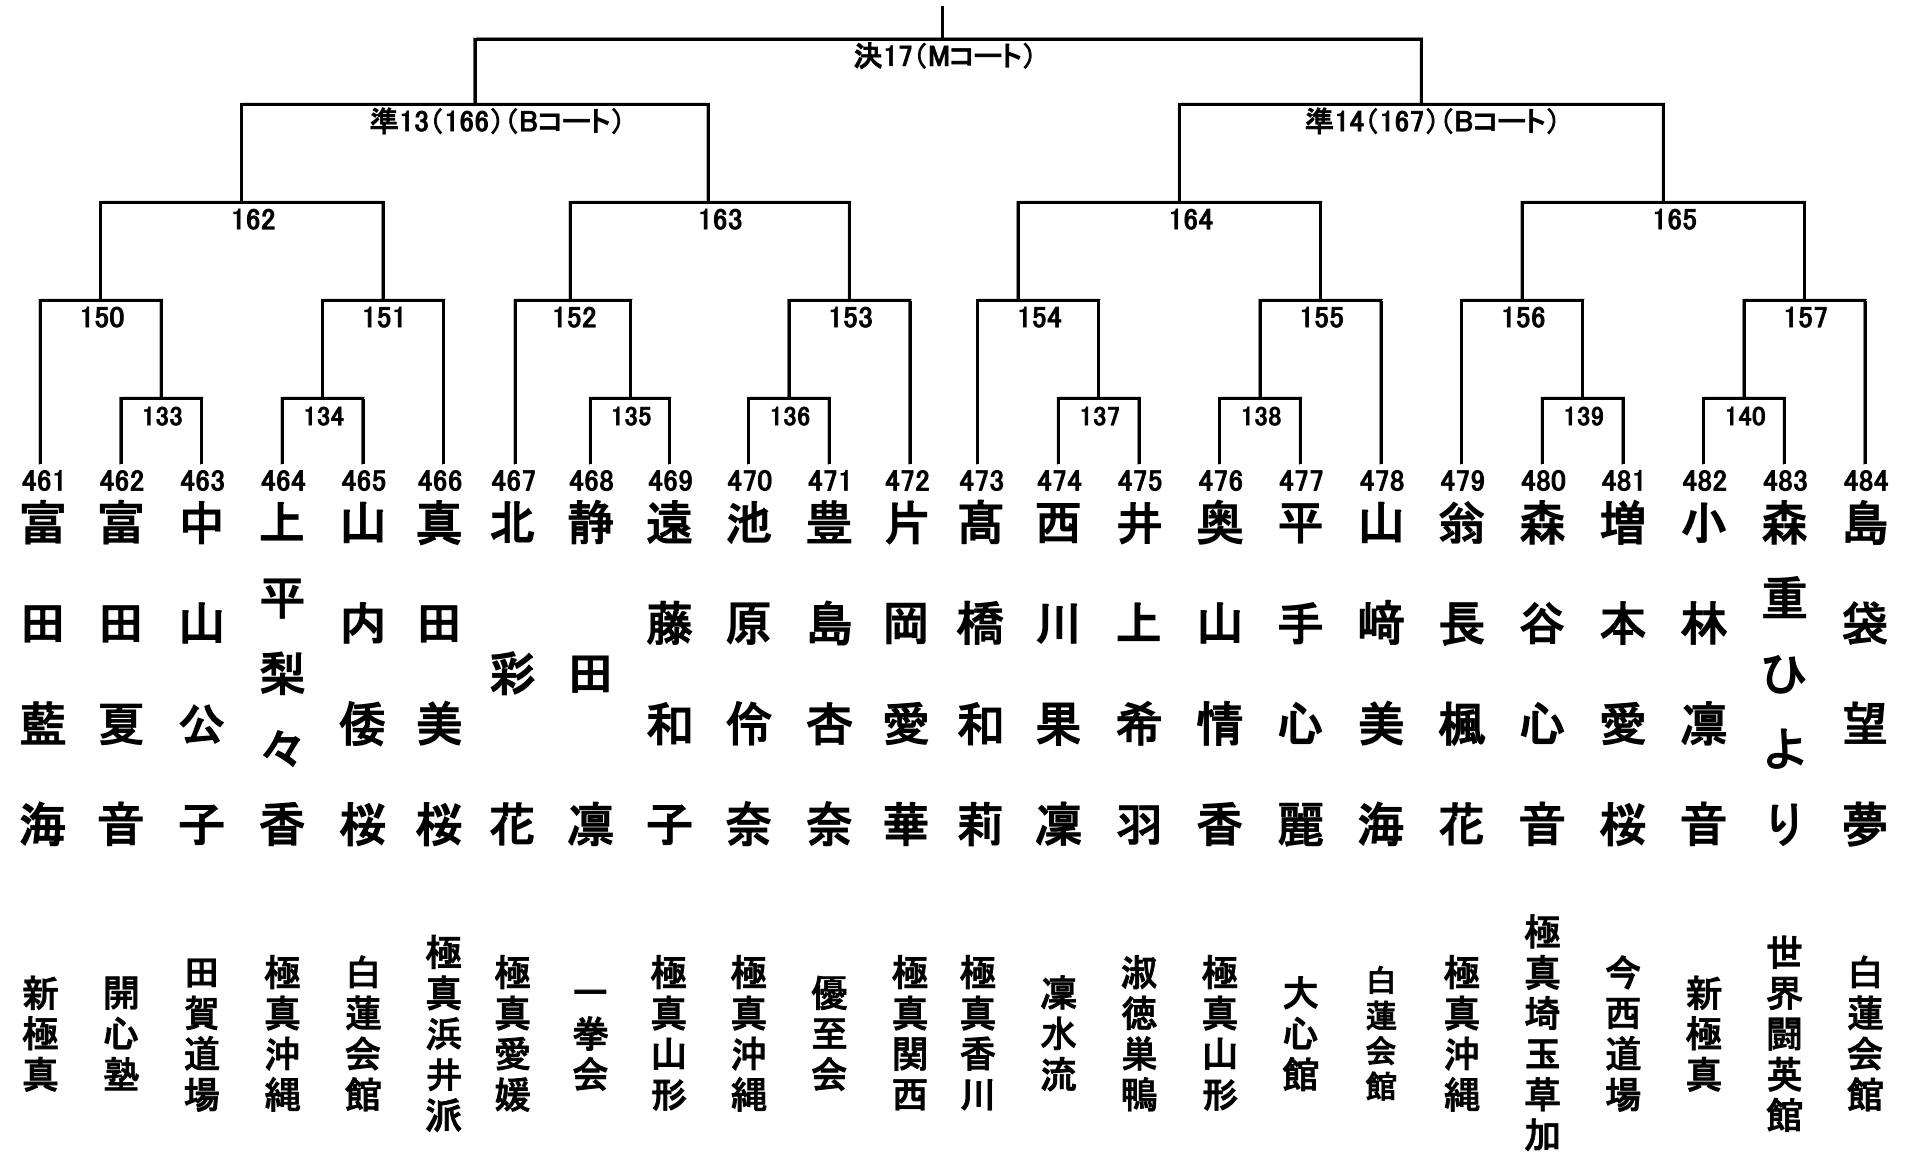 決17（Mコート）
準13（166）（Bコート）
準14（167）（Bコート）
162
163
164
165
150
151
152
153
154
155
156
157
133
134
135
136
137
138
139
140
461
462
463
464
465
466
467
468
469
470
471
472
473
474
475
476
477
478
479
480
481
482
483
484
富田藍海
富田夏音
中山公子
上平梨々香
山内倭桜
真田美桜
北彩花
静田凛
遠藤和子
池原伶奈
豊島杏奈
片岡愛華
髙橋和莉
西川果凜
井上希羽
奥山情香
平手心麗
山﨑美海
翁長楓花
森谷心音
増本愛桜
小林凛音
森重ひより
島袋望夢
新極真
開心塾
田賀道場
極真沖縄
白蓮会館
極真浜井派
極真愛媛
一拳会
極真山形
極真沖縄
優至会
極真関西
極真香川
凜水流
淑徳巣鴨
極真山形
大心館
白蓮会館
極真沖縄
極真埼玉草加
今西道場
新極真
世界闘英館
白蓮会館